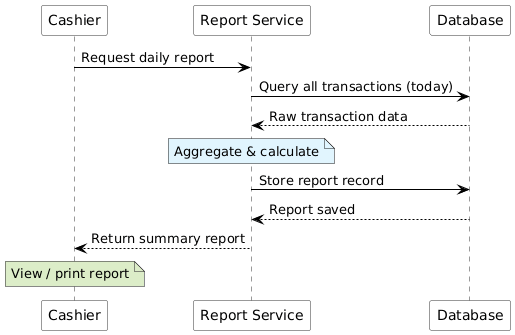 Cashier
Report Service
Database
Request daily report
Query all transactions (today)
Raw transaction data
Aggregate & calculate
Store report record
Report saved
Return summary report
View / print report
Cashier
Report Service
Database